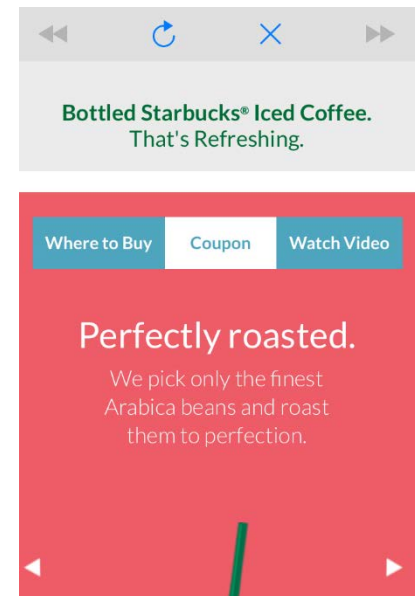 Bottled Starbucks® Iced Coffee.
That's Refreshing.
Where to Buy Coupon Watch Video
Perfectly roasted.
We pick only the finest
Arabica beans and roast
them to perfection.